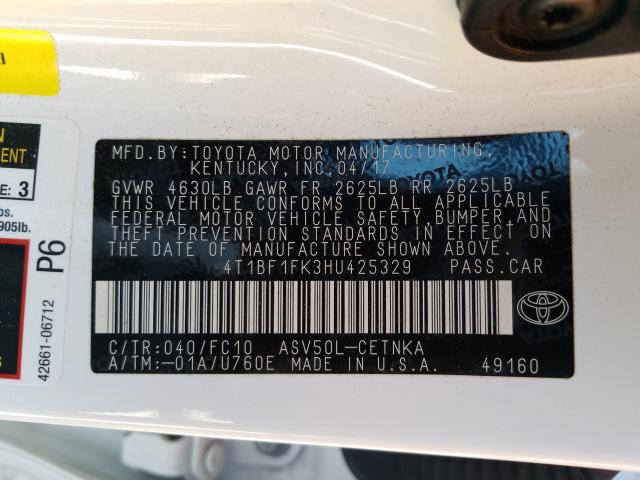 MFD.BY:TOYOTA MOTOR MANUFACTURING,
KENTUCKY,INC.04/17
GVWR 4630LB GAWR FR 2625LB RR 2625LB
THIS VEHICLE CONFORMS TO ALL APPLICABLE
FEDERAL MOTOR VEHICLE SAFETY,BUMPER,AND
THEFT PREVENTION STANDARDS IN EFFECT ON
THE DATE OF MANUFACTURE SHOWN ABOVE.
4T1BF1FK3HU425329 PASS.CAR
C/TR:040/FC10 ASV50L-CETNKA
A/TM:-01A/U760E MADE IN U.S.A. 49160
TOYOTA
E: 3
905lb.
P6
42661-06712